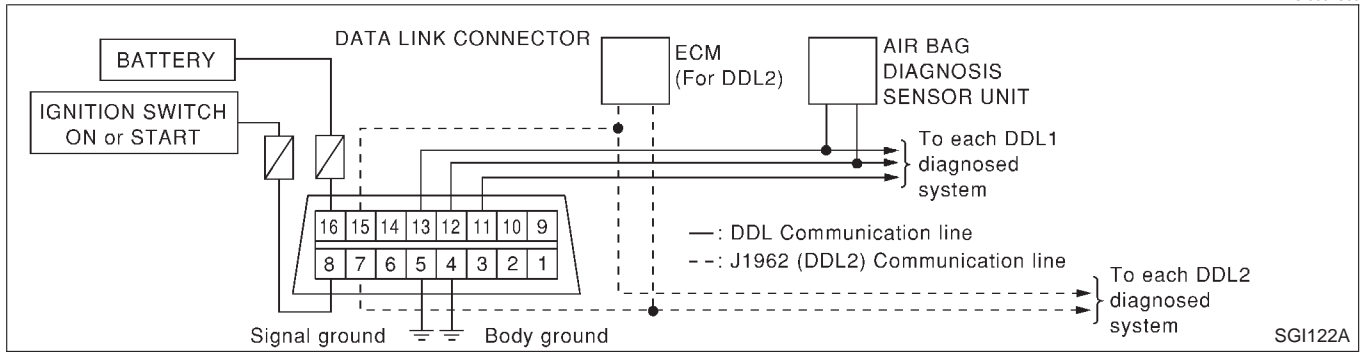 DATA LINK CONNECTOR
BATTERY
IGNITION SWITCH
ON or START
ECM
(For DDL2)
AIR BAG
DIAGNOSIS
SENSOR UNIT
To each DDL1
diagnosed
system
16 15 14 13 12 11 10 9
8 7 6 5 4 3 2 1
—: DDL Communication line
- -: J1962 (DDL2) Communication line
To each DDL2
diagnosed
system
Signal ground
Body ground
SGI122A